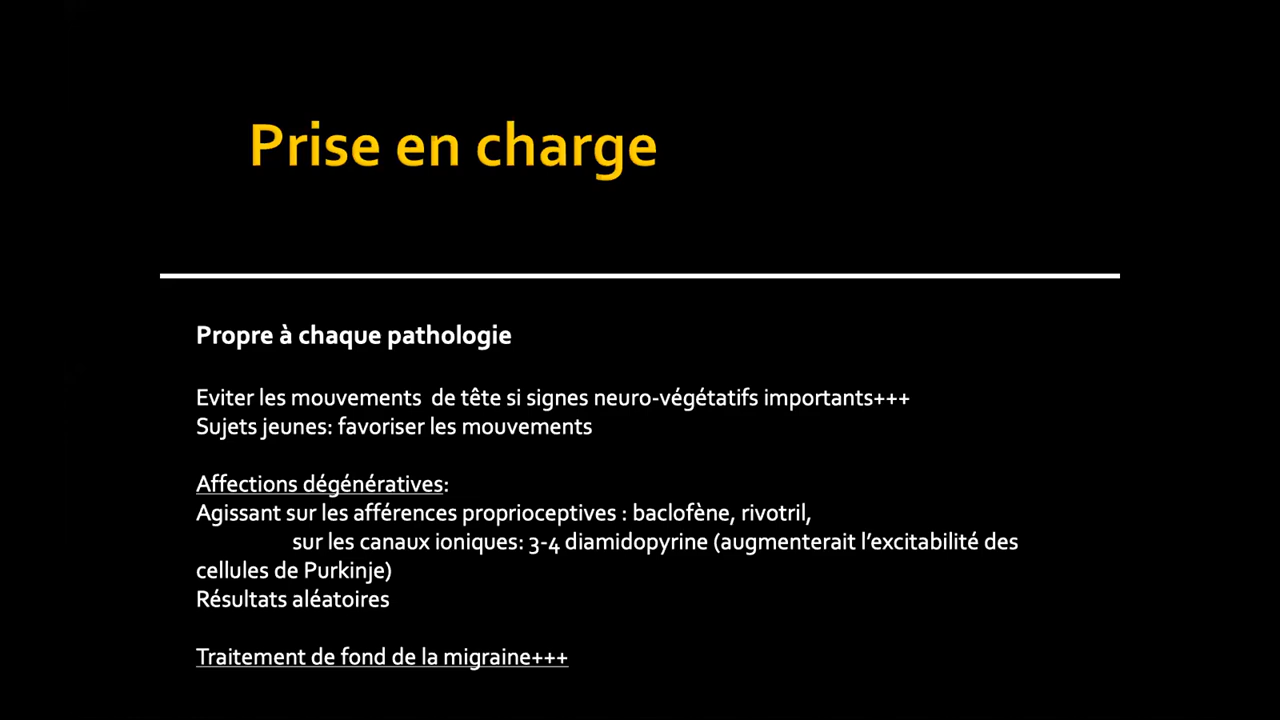 Prise en charge
Propre à chaque pathologie
Eviter les mouvements  de tête si signes neuro-végétatifs importants+++
Sujets jeunes: favoriser les mouvements
Affections dégénératives:
Agissant sur les afférences proprioceptives : baclofène, rivotril,
sur les canaux ioniques: 3-4 diamidopyrine (augmenterait l’excitabilité des
cellules de Purkinje)
Résultats aléatoires
Traitement de fond de la migraine+++